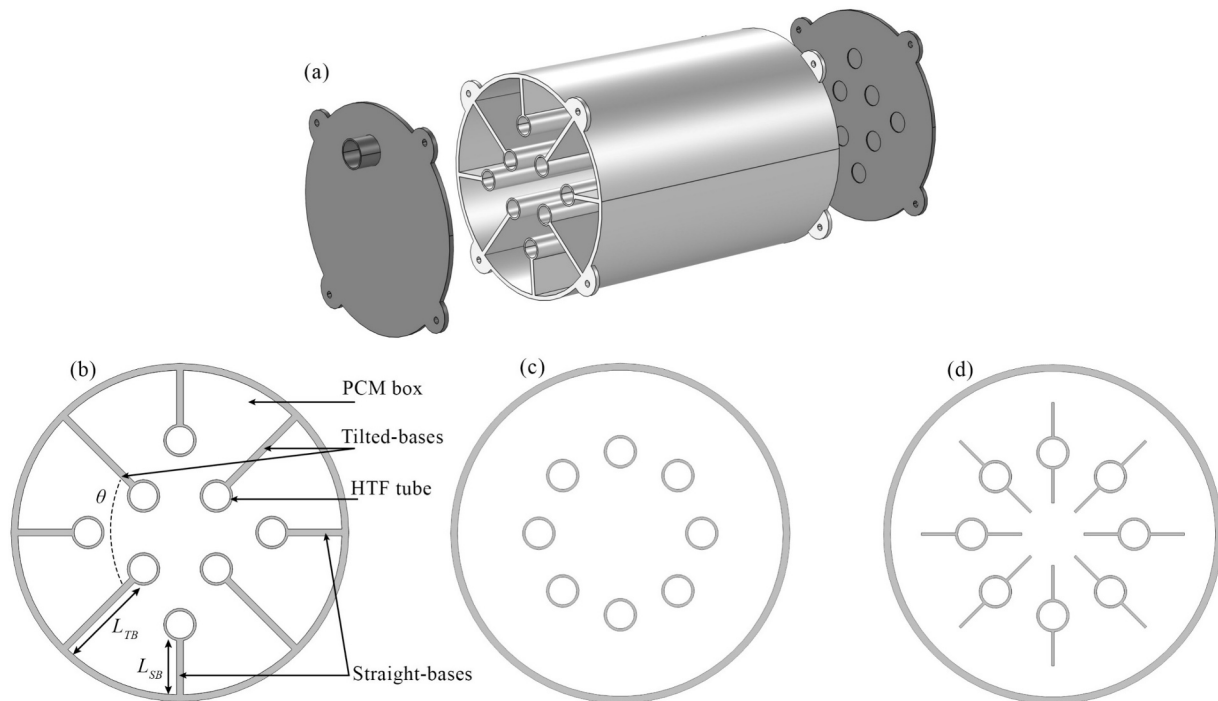 (a)
(b)
PCM box
Tilted-bases
HTF tube
θ
L_TB
L_SB
Straight-bases
(c)
(d)